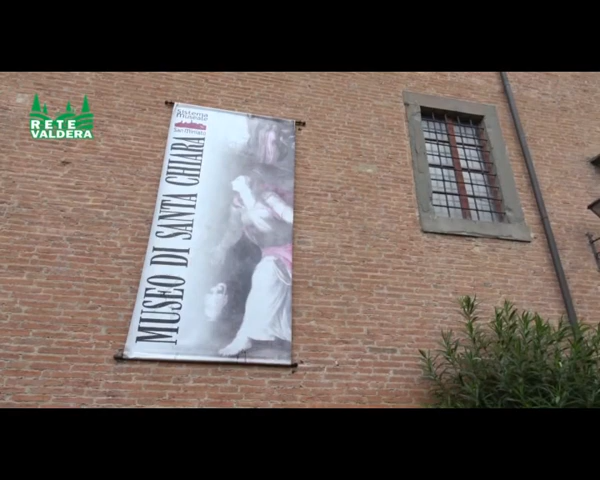 RETE
VALDERA
Sistema
Museale
San Miniato
MUSEO DI SANTA CHIARA